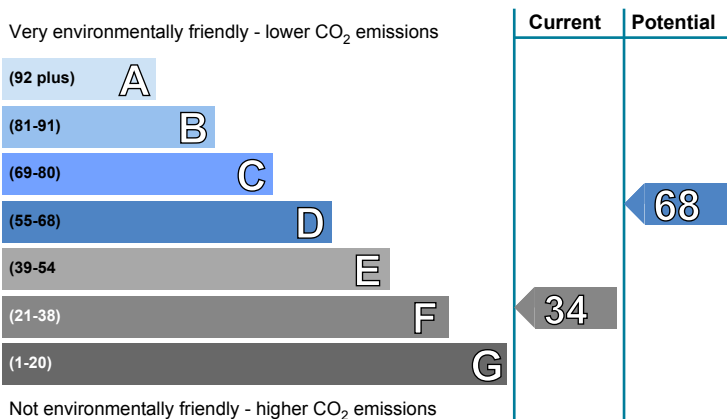 Current Potential
Very environmentally friendly - lower CO2 emissions
(92 plus) A
(81-91) B
(69-80) C
68
(55-68) D
(39-54 E
34
(21-38) F
(1-20) G
Not environmentally friendly - higher CO2 emissions